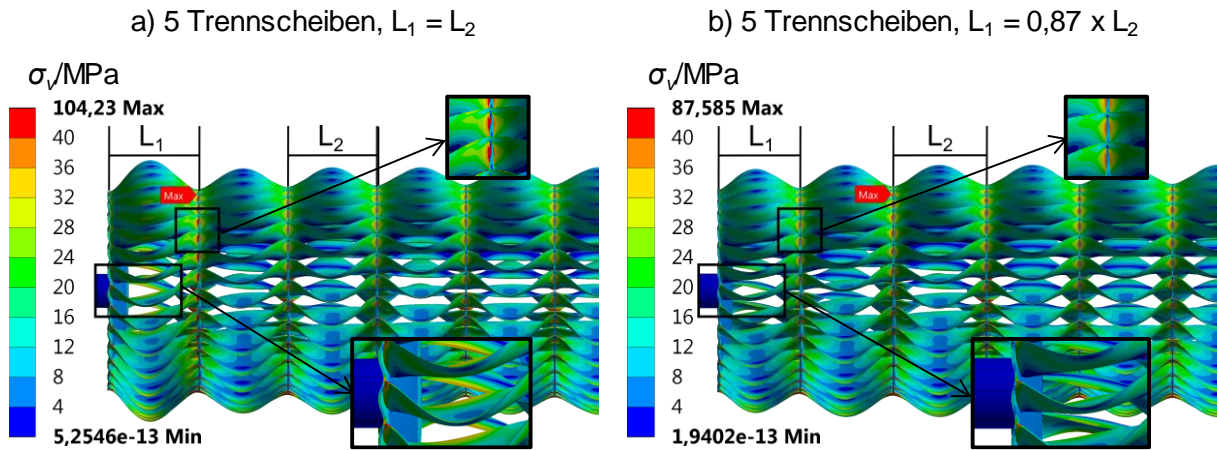 a) 5 Trennscheiben, L₁ = L₂
b) 5 Trennscheiben, L₁ = 0,87 x L₂
σᵥ/MPa
104,23 Max
40
36
32
28
24
20
16
12
8
4
5,2546e-13 Min
L₁
L₂
Max
σᵥ/MPa
87,585 Max
40
36
32
28
24
20
16
12
8
4
1,9402e-13 Min
L₁
L₂
Max